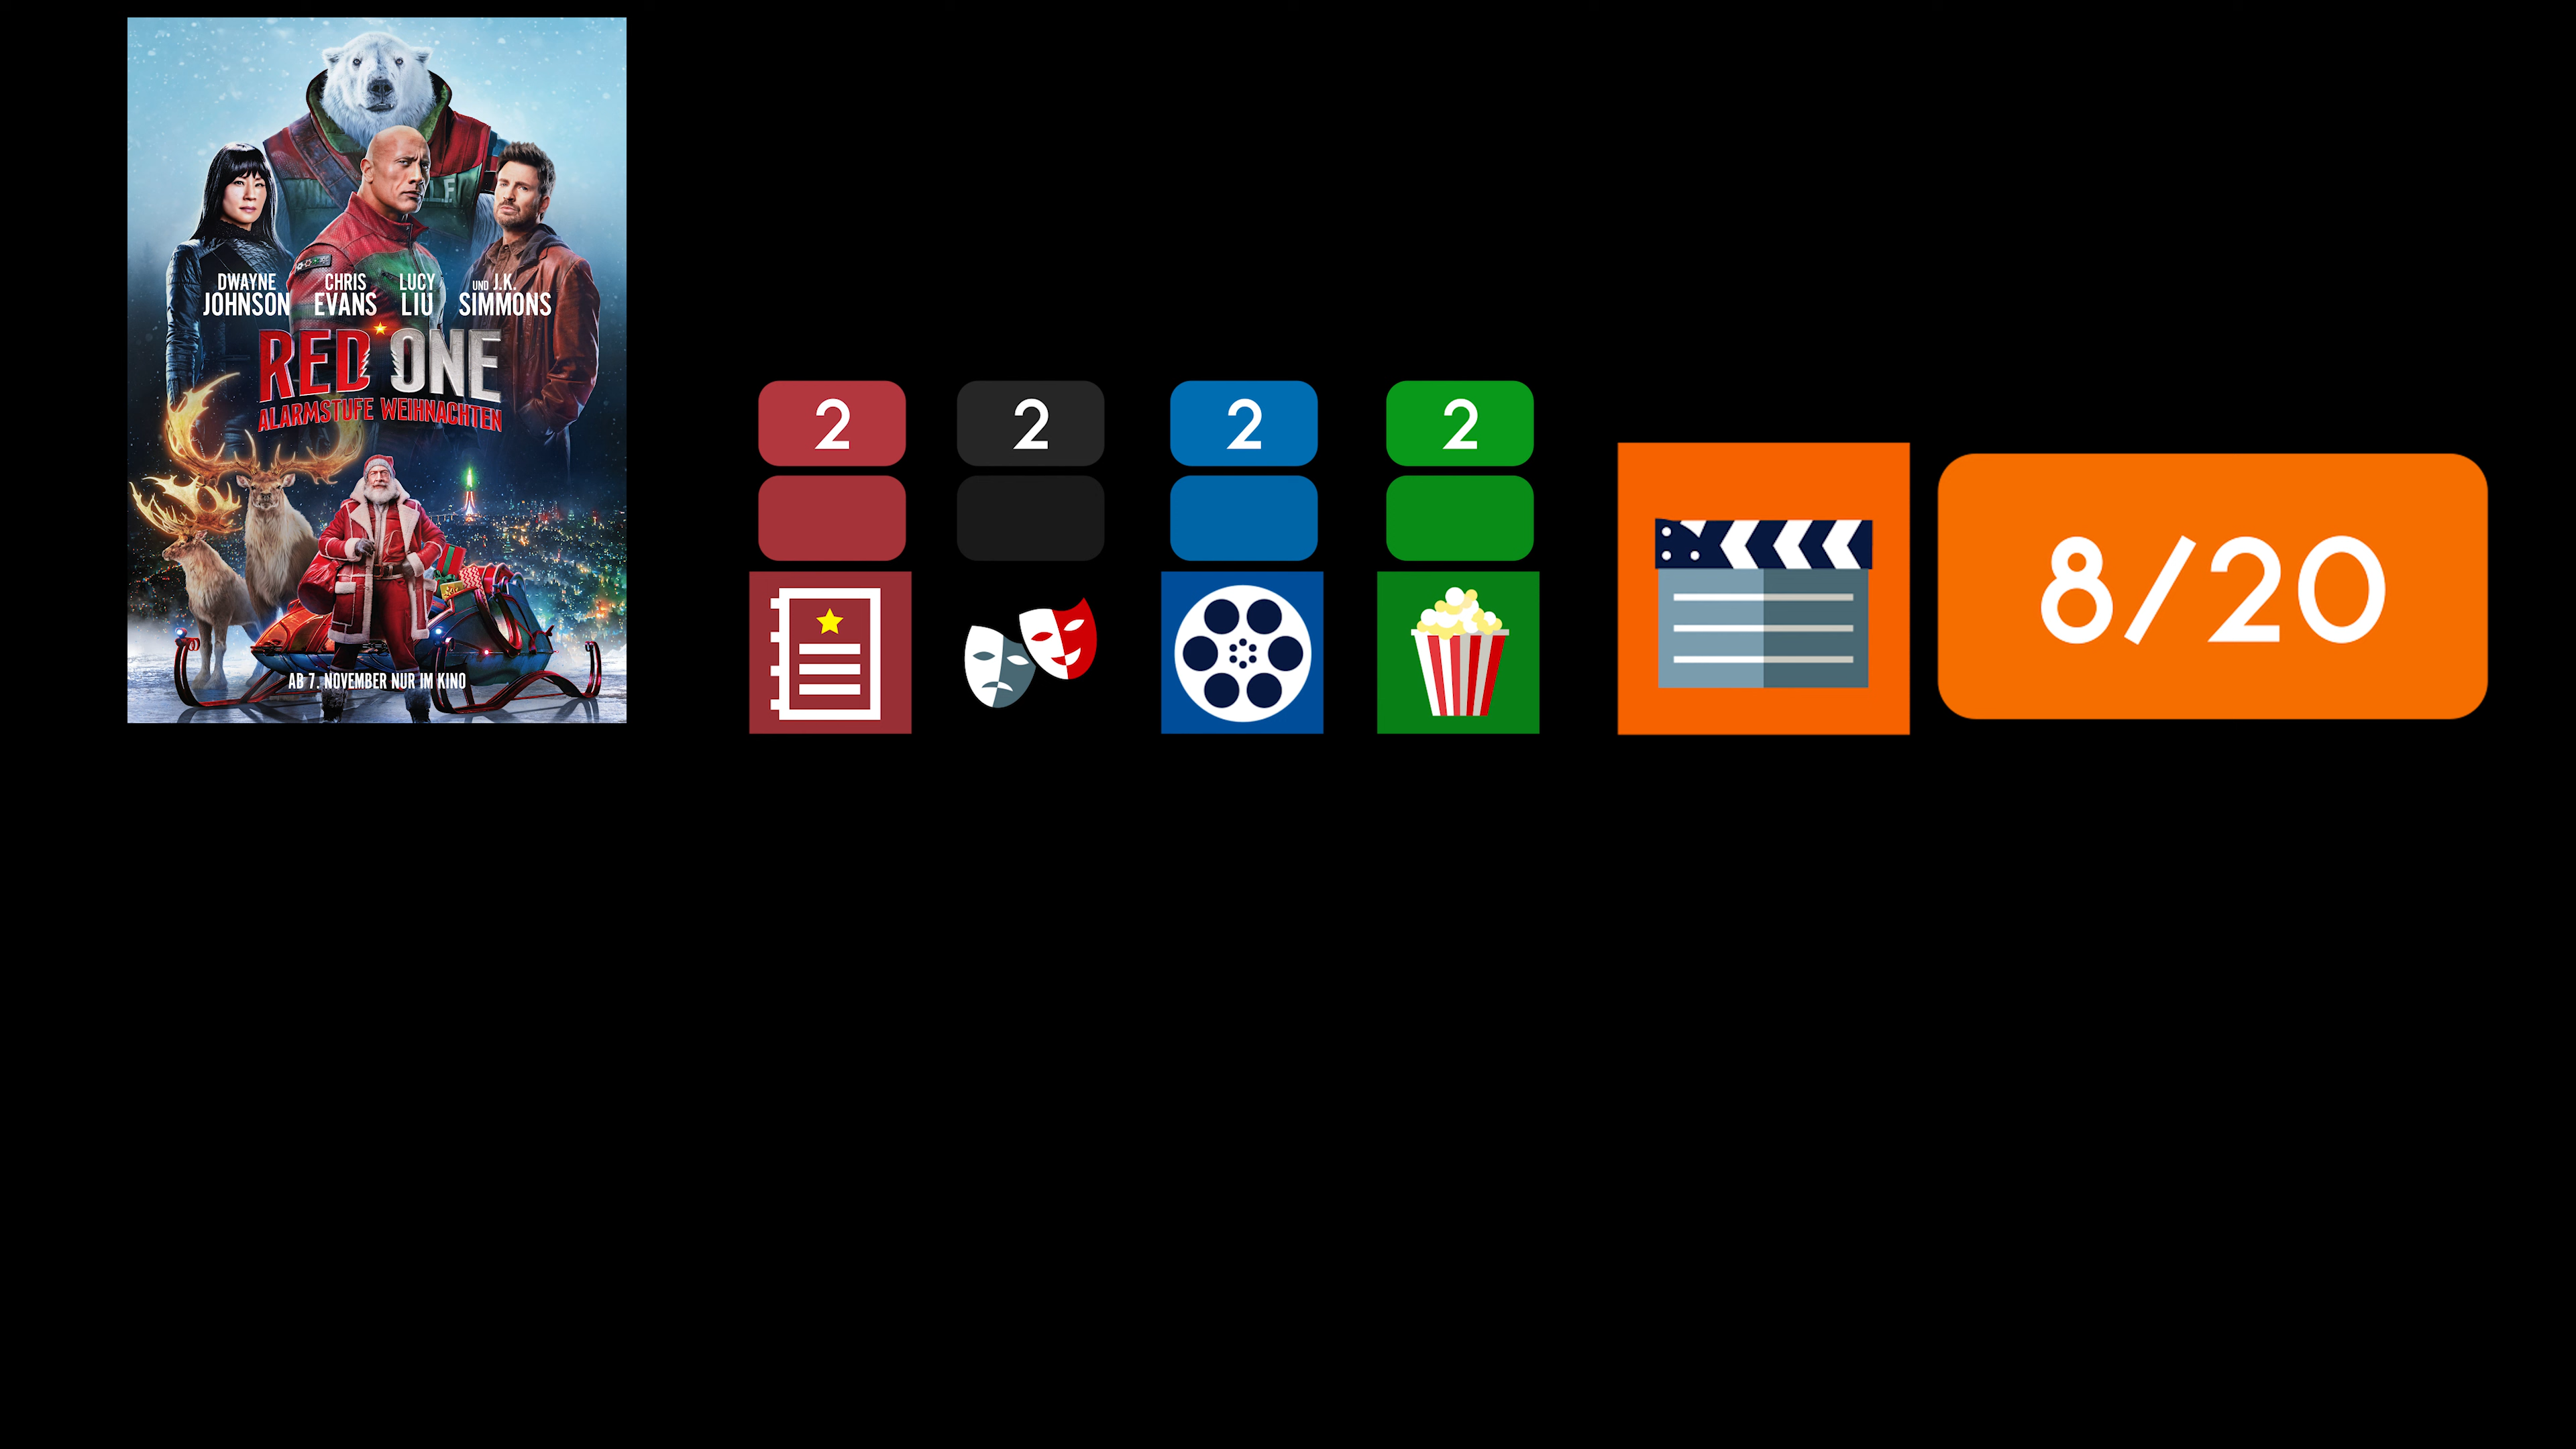 DWAYNE JOHNSON
CHRIS EVANS
LUCY LIU
UND J.K. SIMMONS
RED ONE
ALARMSTUFE WEIHNACHTEN
AB 7. NOVEMBER NUR IM KINO
2
2
2
2
8/20